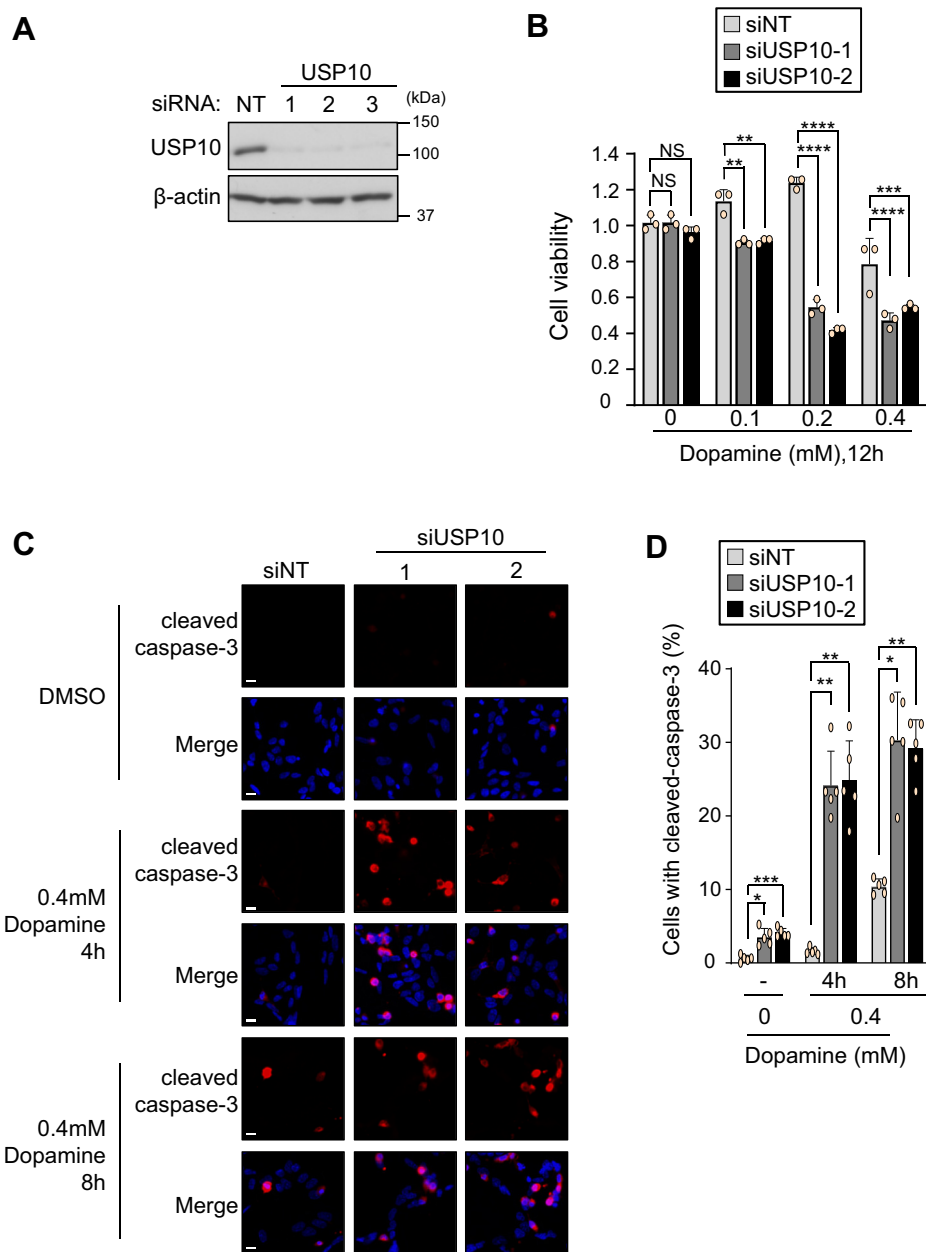 A
USP10
siRNA: NT 1 2 3 (kDa)
150
USP10
100
β-actin
37
B
siNT
siUSP10-1
siUSP10-2
NS
NS
**
**
****
****
***
****
Cell viability
1.4
1.2
1.0
0.8
0.6
0.4
0.2
0
0 0.1 0.2 0.4
Dopamine (mM),12h
C
siUSP10
siNT 1 2
DMSO
cleaved
caspase-3
Merge
0.4mM
Dopamine
4h
cleaved
caspase-3
Merge
0.4mM
Dopamine
8h
cleaved
caspase-3
Merge
D
siNT
siUSP10-1
siUSP10-2
Cells with cleaved-caspase-3 (%)
40
30
20
10
0
***
*
**
**
**
*
- 4h 8h
0 0.4
Dopamine (mM)